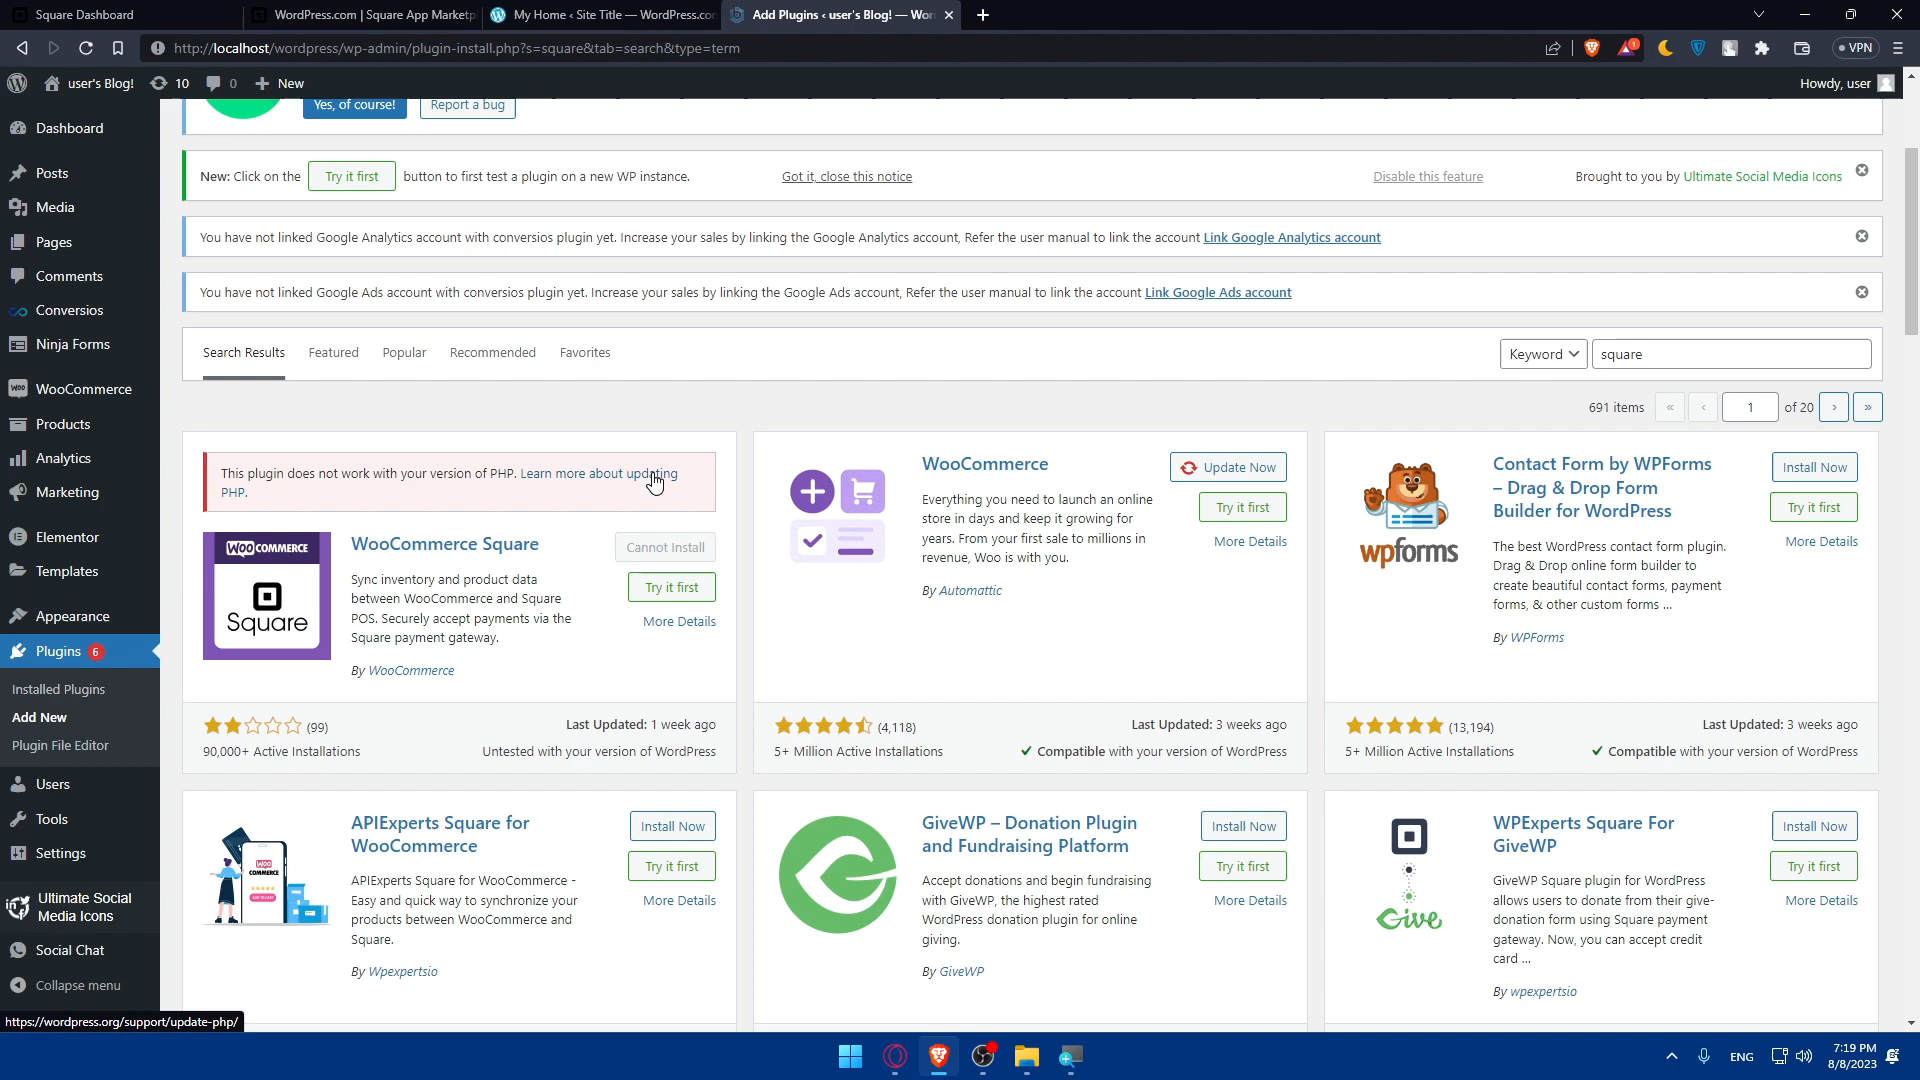 Square Dashboard
WordPress.com | Square App Marketpl
My Home ‹ Site Title — WordPress.co
Add Plugins ‹ user's Blog! — Wor
http://localhost/wordpress/wp-admin/plugin-install.php?s=square&tab=search&type=term
1
VPN
user's Blog!
10
0
New
Howdy, user
Dashboard
Posts
Media
Pages
Comments
Conversios
Ninja Forms
WooCommerce
Products
Analytics
Marketing
Elementor
Templates
Appearance
Plugins 6
Installed Plugins
Add New
Plugin File Editor
Users
Tools
Settings
Ultimate Social
Media Icons
Social Chat
Collapse menu
https://wordpress.org/support/update-php/
Yes, of course!
Report a bug
New: Click on the Try it first button to first test a plugin on a new WP instance.
Got it, close this notice
Disable this feature
Brought to you by Ultimate Social Media Icons
You have not linked Google Analytics account with conversios plugin yet. Increase your sales by linking the Google Analytics account, Refer the user manual to link the account Link Google Analytics account
You have not linked Google Ads account with conversios plugin yet. Increase your sales by linking the Google Ads account, Refer the user manual to link the account Link Google Ads account
Search Results
Featured
Popular
Recommended
Favorites
Keyword
square
691 items
«
‹
1
of 20
›
»
This plugin does not work with your version of PHP. Learn more about updating
PHP.
WOO COMMERCE
Square
WooCommerce Square
Cannot Install
Try it first
More Details
Sync inventory and product data
between WooCommerce and Square
POS. Securely accept payments via the
Square payment gateway.
By WooCommerce
(99)
90,000+ Active Installations
Last Updated: 1 week ago
Untested with your version of WordPress
WooCommerce
Update Now
Try it first
More Details
Everything you need to launch an online
store in days and keep it growing for
years. From your first sale to millions in
revenue, Woo is with you.
By Automattic
(4,118)
5+ Million Active Installations
Last Updated: 3 weeks ago
Compatible with your version of WordPress
wpforms
Contact Form by WPForms
– Drag & Drop Form
Builder for WordPress
Install Now
Try it first
More Details
The best WordPress contact form plugin.
Drag & Drop online form builder to
create beautiful contact forms, payment
forms, & other custom forms ...
By WPForms
(13,194)
5+ Million Active Installations
Last Updated: 3 weeks ago
Compatible with your version of WordPress
WOO
COMMERCE
APIExperts Square for
WooCommerce
Install Now
Try it first
More Details
APIExperts Square for WooCommerce -
Easy and quick way to synchronize your
products between WooCommerce and
Square.
By Wpexpertsio
GiveWP – Donation Plugin
and Fundraising Platform
Install Now
Try it first
More Details
Accept donations and begin fundraising
with GiveWP, the highest rated
WordPress donation plugin for online
giving.
By GiveWP
Give
WPExperts Square For
GiveWP
Install Now
Try it first
More Details
GiveWP Square plugin for WordPress
allows users to donate from their give-
donation form using Square payment
gateway. Now, you can accept credit
card ...
By wpexpertsio
ENG
7:19 PM
8/8/2023